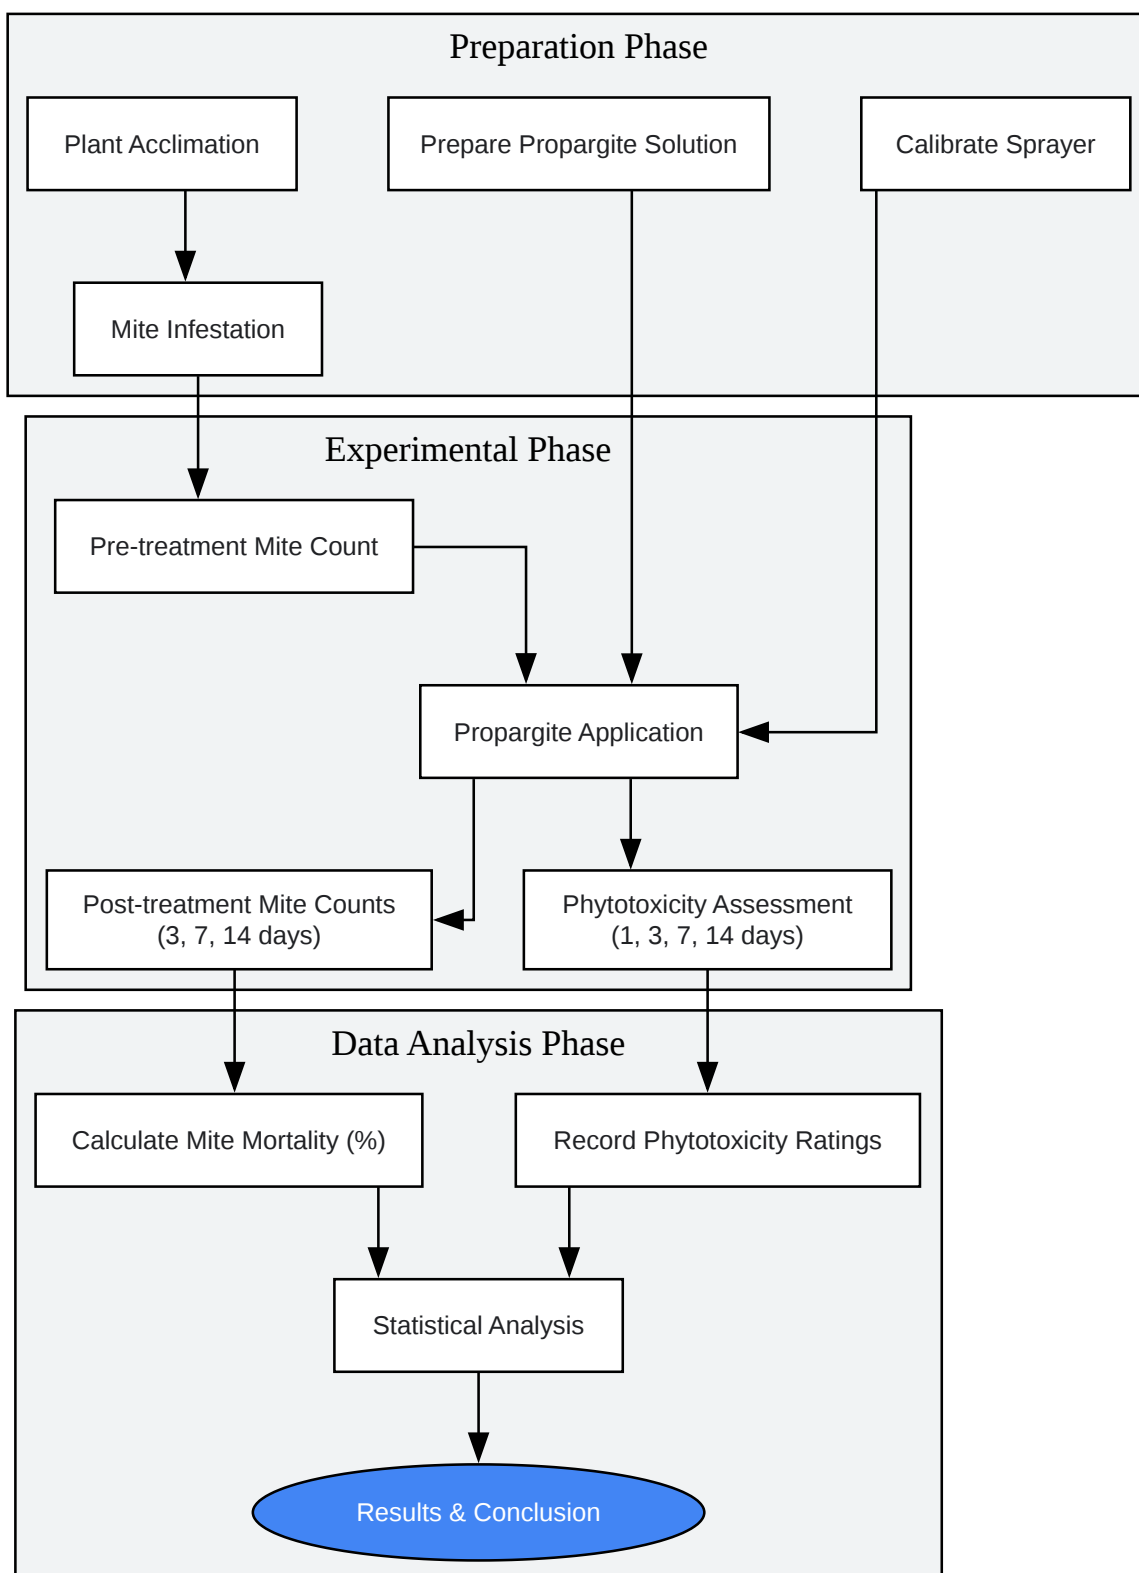 Preparation Phase
Plant Acclimation
Prepare Propargite Solution
Calibrate Sprayer
Mite Infestation
Experimental Phase
Pre-treatment Mite Count
Propargite Application
Post-treatment Mite Counts
(3, 7, 14 days)
Phytotoxicity Assessment
(1, 3, 7, 14 days)
Data Analysis Phase
Calculate Mite Mortality (%)
Record Phytotoxicity Ratings
Statistical Analysis
Results & Conclusion